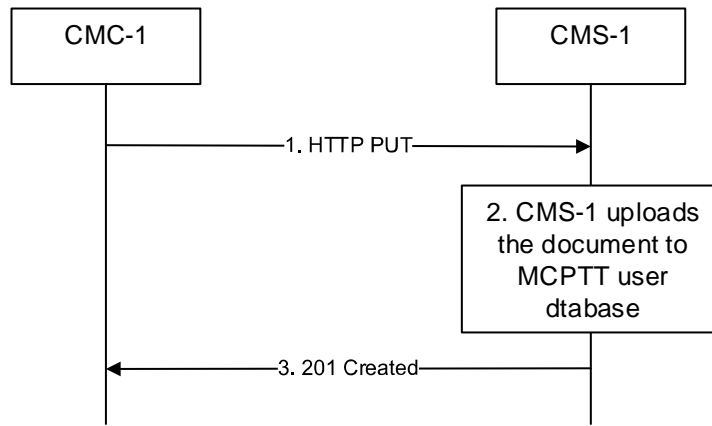 CMC-1
CMS-1
1. HTTP PUT
2. CMS-1 uploads
the document to
MCPTT user
dtabase
3. 201 Created